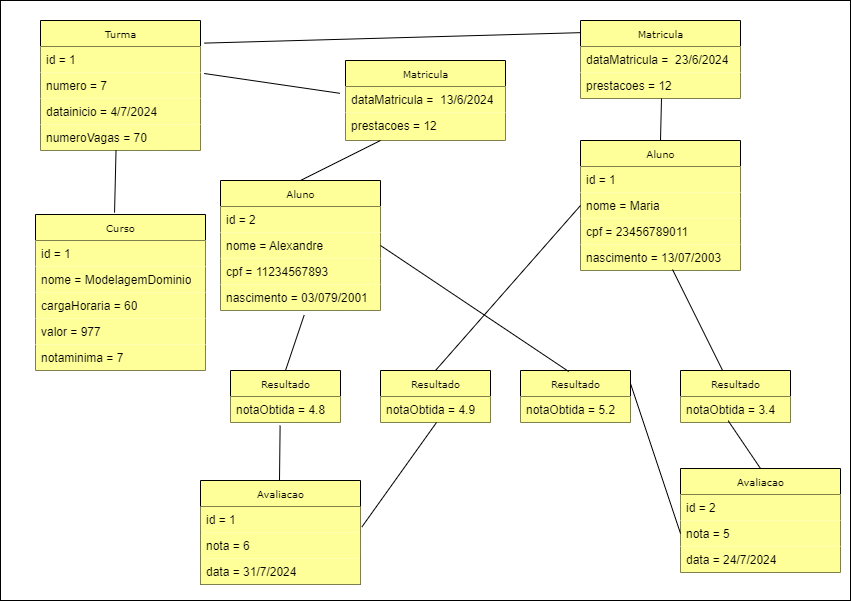 Turma
id = 1
numero = 7
datainicio = 4/7/2024
numeroVagas = 70
Matricula
dataMatricula =  13/6/2024
prestacoes = 12
Matricula
dataMatricula =  23/6/2024
prestacoes = 12
Curso
id = 1
nome = ModelagemDominio
cargaHoraria = 60
valor = 977
notaminima = 7
Aluno
id = 2
nome = Alexandre
cpf = 11234567893
nascimento = 03/079/2001
Aluno
id = 1
nome = Maria
cpf = 23456789011
nascimento = 13/07/2003
Resultado
notaObtida = 4.8
Resultado
notaObtida = 4.9
Resultado
notaObtida = 5.2
Resultado
notaObtida = 3.4
Avaliacao
id = 1
nota = 6
data = 31/7/2024
Avaliacao
id = 2
nota = 5
data = 24/7/2024